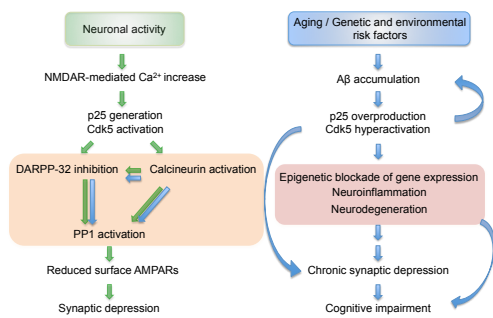 Neuronal activity
NMDAR-mediated Ca²⁺ increase
p25 generation
Cdk5 activation
DARPP-32 inhibition
Calcineurin activation
PP1 activation
Reduced surface AMPARs
Synaptic depression
Aging / Genetic and environmental
risk factors
Aβ accumulation
p25 overproduction
Cdk5 hyperactivation
Epigenetic blockade of gene expression
Neuroinflammation
Neurodegeneration
Chronic synaptic depression
Cognitive impairment